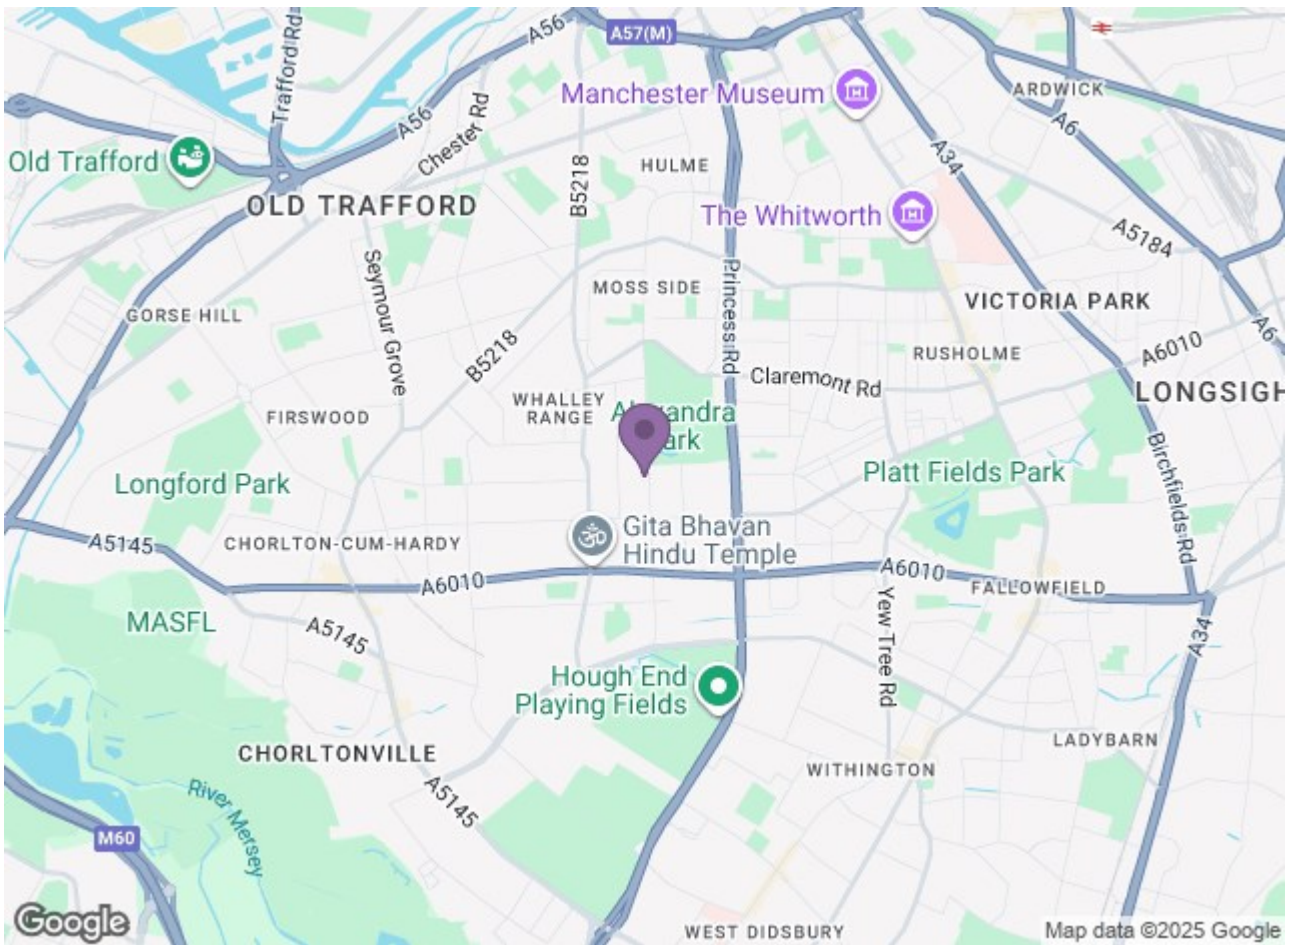 A57(M)
A56
Trafford Rd
Manchester Museum
ARDWICK
A56
Chester Rd
A6
Old Trafford
HULME
A34
B5218
OLD TRAFFORD
The Whitworth
A5184
Seymour Grove
MOSS SIDE
Princess Rd
VICTORIA PARK
GORSE HILL
A6
B5218
RUSHOLME
A6010
Claremont Rd
LONGSIGH
WHALLEY
RANGE
FIRSWOOD
Park
Platt Fields Park
Longford Park
Birchfields Rd
Gita Bhavan
Hindu Temple
A5145
CHORLTON-CUM-HARDY
A6010
A6010
FALLOWFIELD
MASFL
A5145
Yew Tree Rd
A34
Hough End
Playing Fields
CHORLTONVILLE
LADYBARN
WITHINGTON
River Mersey
A5145
M60
WEST DIDSBURY
Google
Map data ©2025 Google